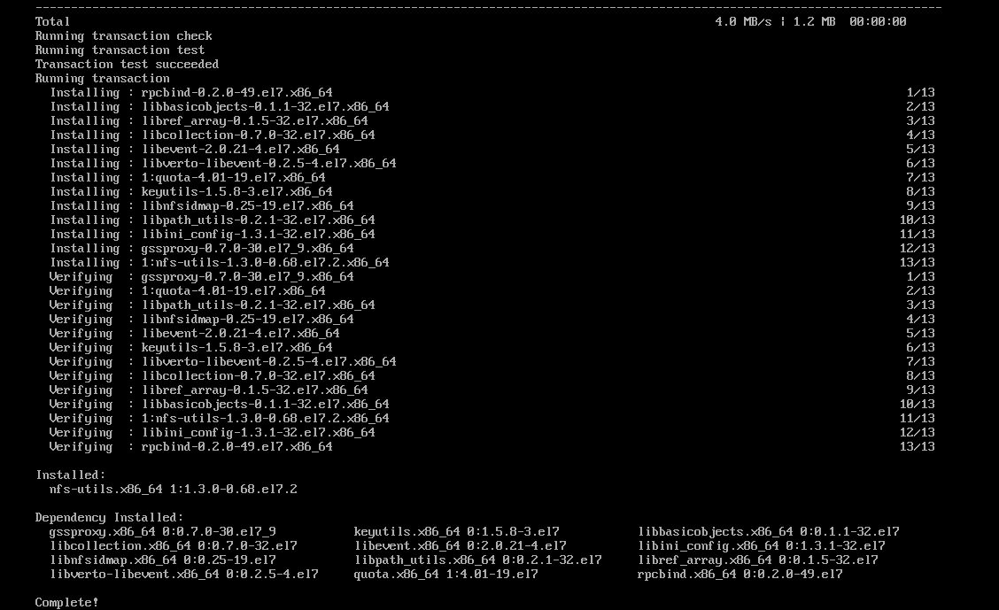 --------------------------------------------------------------------------------------------------------------------------------
Total                                                                                           4.0 MB/s | 1.2 MB  00:00:00
Running transaction check
Running transaction test
Transaction test succeeded
Running transaction
  Installing : rpcbind-0.2.0-49.el7.x86_64                                                                                 1/13
  Installing : libbasicobjects-0.1.1-32.el7.x86_64                                                                         2/13
  Installing : libref_array-0.1.5-32.el7.x86_64                                                                            3/13
  Installing : libcollection-0.7.0-32.el7.x86_64                                                                           4/13
  Installing : libevent-2.0.21-4.el7.x86_64                                                                                5/13
  Installing : libverto-libevent-0.2.5-4.el7.x86_64                                                                        6/13
  Installing : 1:quota-4.01-19.el7.x86_64                                                                                  7/13
  Installing : keyutils-1.5.8-3.el7.x86_64                                                                                 8/13
  Installing : libnfsidmap-0.25-19.el7.x86_64                                                                              9/13
  Installing : libpath_utils-0.2.1-32.el7.x86_64                                                                          10/13
  Installing : libini_config-1.3.1-32.el7.x86_64                                                                          11/13
  Installing : gssproxy-0.7.0-30.el7_9.x86_64                                                                             12/13
  Installing : 1:nfs-utils-1.3.0-0.68.el7.2.x86_64                                                                        13/13
  Verifying  : gssproxy-0.7.0-30.el7_9.x86_64                                                                              1/13
  Verifying  : 1:quota-4.01-19.el7.x86_64                                                                                  2/13
  Verifying  : libpath_utils-0.2.1-32.el7.x86_64                                                                           3/13
  Verifying  : libnfsidmap-0.25-19.el7.x86_64                                                                              4/13
  Verifying  : libevent-2.0.21-4.el7.x86_64                                                                                5/13
  Verifying  : keyutils-1.5.8-3.el7.x86_64                                                                                 6/13
  Verifying  : libverto-libevent-0.2.5-4.el7.x86_64                                                                        7/13
  Verifying  : libcollection-0.7.0-32.el7.x86_64                                                                           8/13
  Verifying  : libref_array-0.1.5-32.el7.x86_64                                                                            9/13
  Verifying  : libbasicobjects-0.1.1-32.el7.x86_64                                                                        10/13
  Verifying  : 1:nfs-utils-1.3.0-0.68.el7.2.x86_64                                                                        11/13
  Verifying  : libini_config-1.3.1-32.el7.x86_64                                                                          12/13
  Verifying  : rpcbind-0.2.0-49.el7.x86_64                                                                                13/13

Installed:
  nfs-utils.x86_64 1:1.3.0-0.68.el7.2

Dependency Installed:
  gssproxy.x86_64 0:0.7.0-30.el7_9           keyutils.x86_64 0:1.5.8-3.el7           libbasicobjects.x86_64 0:0.1.1-32.el7
  libcollection.x86_64 0:0.7.0-32.el7        libevent.x86_64 0:2.0.21-4.el7          libini_config.x86_64 0:1.3.1-32.el7
  libnfsidmap.x86_64 0:0.25-19.el7           libpath_utils.x86_64 0:0.2.1-32.el7     libref_array.x86_64 0:0.1.5-32.el7
  libverto-libevent.x86_64 0:0.2.5-4.el7     quota.x86_64 1:4.01-19.el7              rpcbind.x86_64 0:0.2.0-49.el7

Complete!